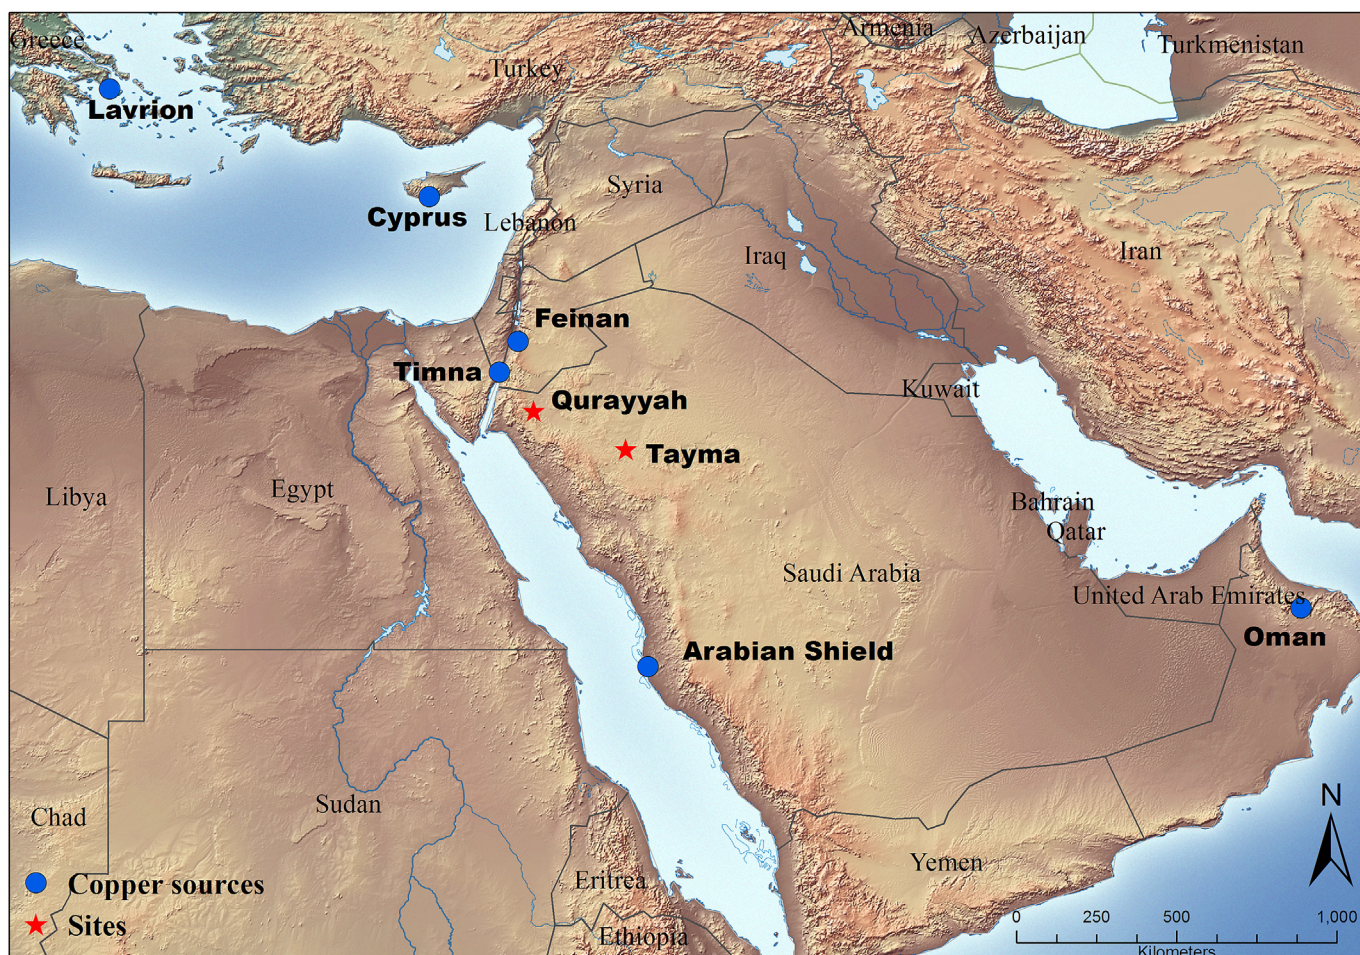 Greece
Armenia
Azerbaijan
Turkmenistan
Turkey
Lavrion
Syria
Cyprus
Lebanon
Iraq
Iran
Feinan
Timna
Kuwait
Qurayyah
Tayma
Libya
Egypt
Bahrain
Qatar
Saudi Arabia
United Arab Emirates
Oman
Arabian Shield
Sudan
Chad
Yemen
Eritrea
Ethiopia
Copper sources
Sites
N
0 250 500 1,000
Kilometers